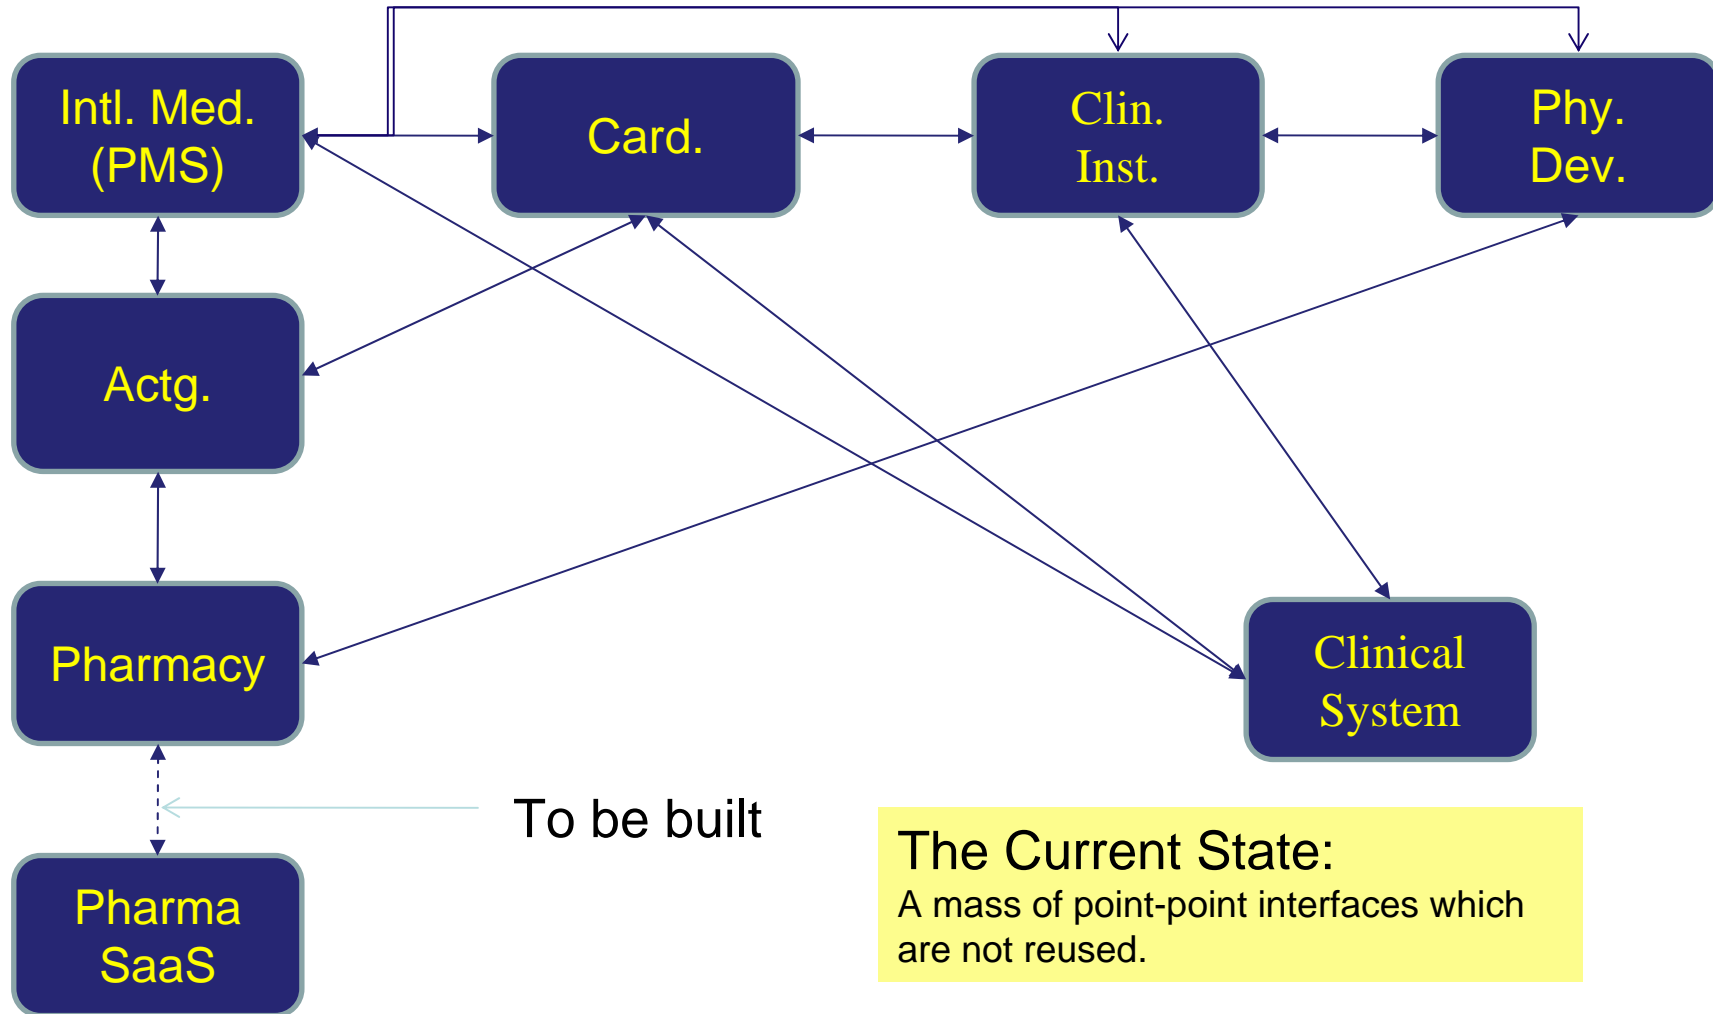 Intl. Med.
(PMS)
Card.
Clin.
Inst.
Phy.
Dev.
Actg.
Pharmacy
Clinical
System
To be built
Pharma
SaaS
The Current State:
A mass of point-point interfaces which
are not reused.